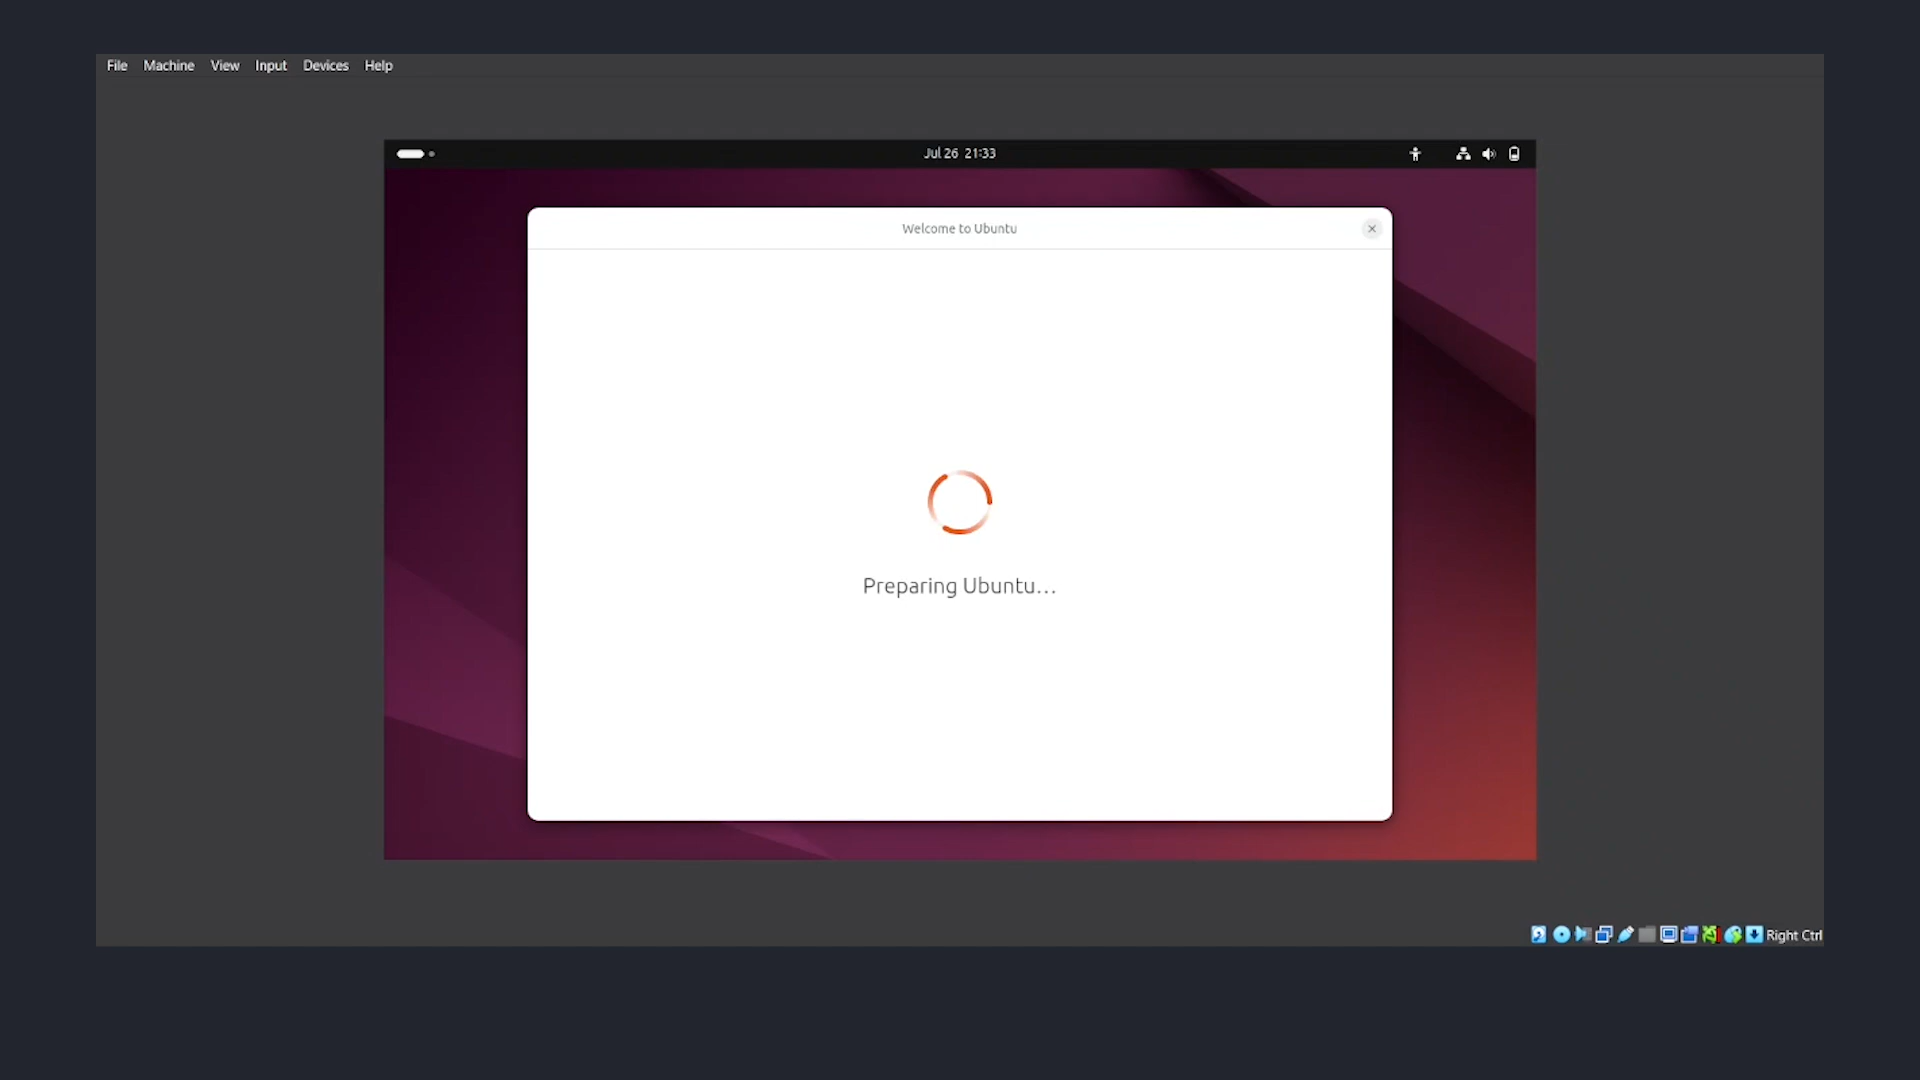 File Machine View Input Devices Help
Jul 26 21:33
Welcome to Ubuntu
Preparing Ubuntu...
Right Ctrl